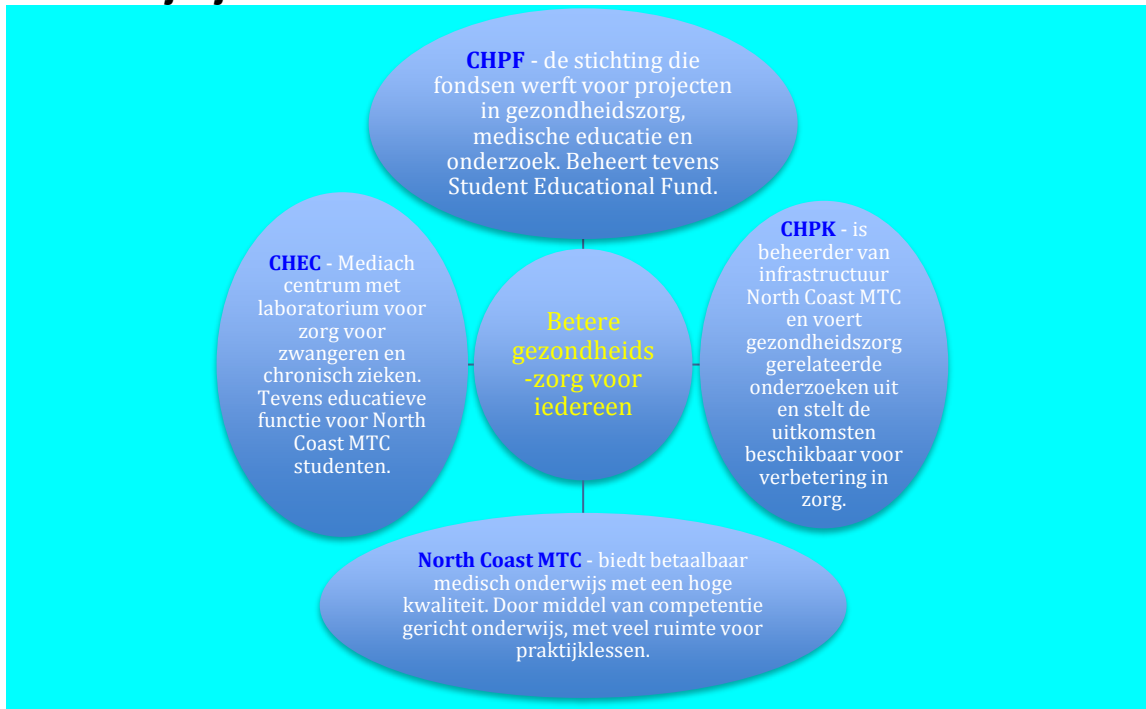 CHPF - de stichting die
fondsen werft voor projecten
in gezondheidszorg,
medische educatie en
onderzoek. Beheert tevens
Student Educational Fund.
CHEC - Mediach
centrum met
laboratorium voor
zorg voor
zwangeren en
chronisch zieken.
Tevens educatieve
functie voor North
Coast MTC
studenten.
Betere
gezondheids
-zorg voor
iedereen
CHPK - is
beheerder van
infrastructuur
North Coast MTC
en voert
gezondheidszorg
gerelateerde
onderzoeken uit
en stelt de
uitkomsten
beschikbaar voor
verbetering in
zorg.
North Coast MTC - biedt betaalbaar
medisch onderwijs met een hoge
kwaliteit. Door middel van competentie
gericht onderwijs, met veel ruimte voor
praktijklessen.